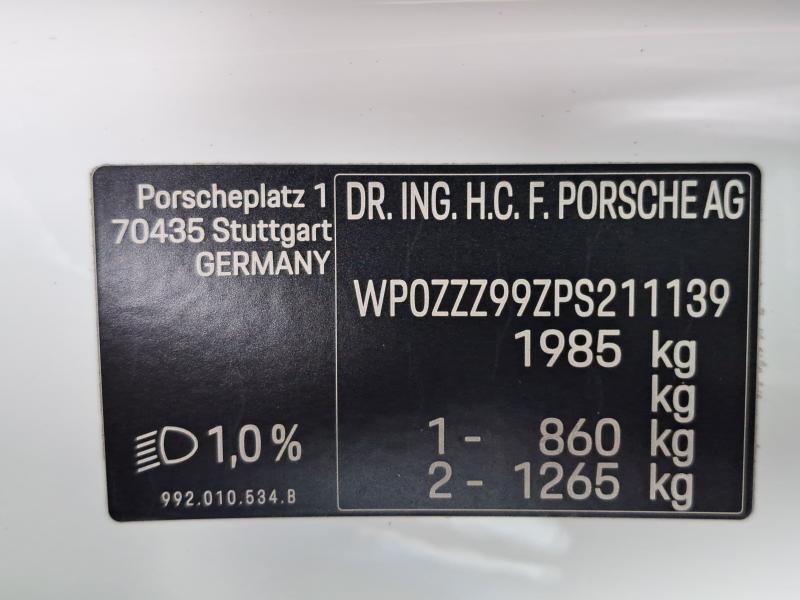 Porscheplatz 1
70435 Stuttgart
GERMANY
1,0 %
992.010.534.B
DR. ING. H.C. F. PORSCHE AG
WP0ZZZ99ZPS211139
1985 kg
kg
1 - 860 kg
2 - 1265 kg